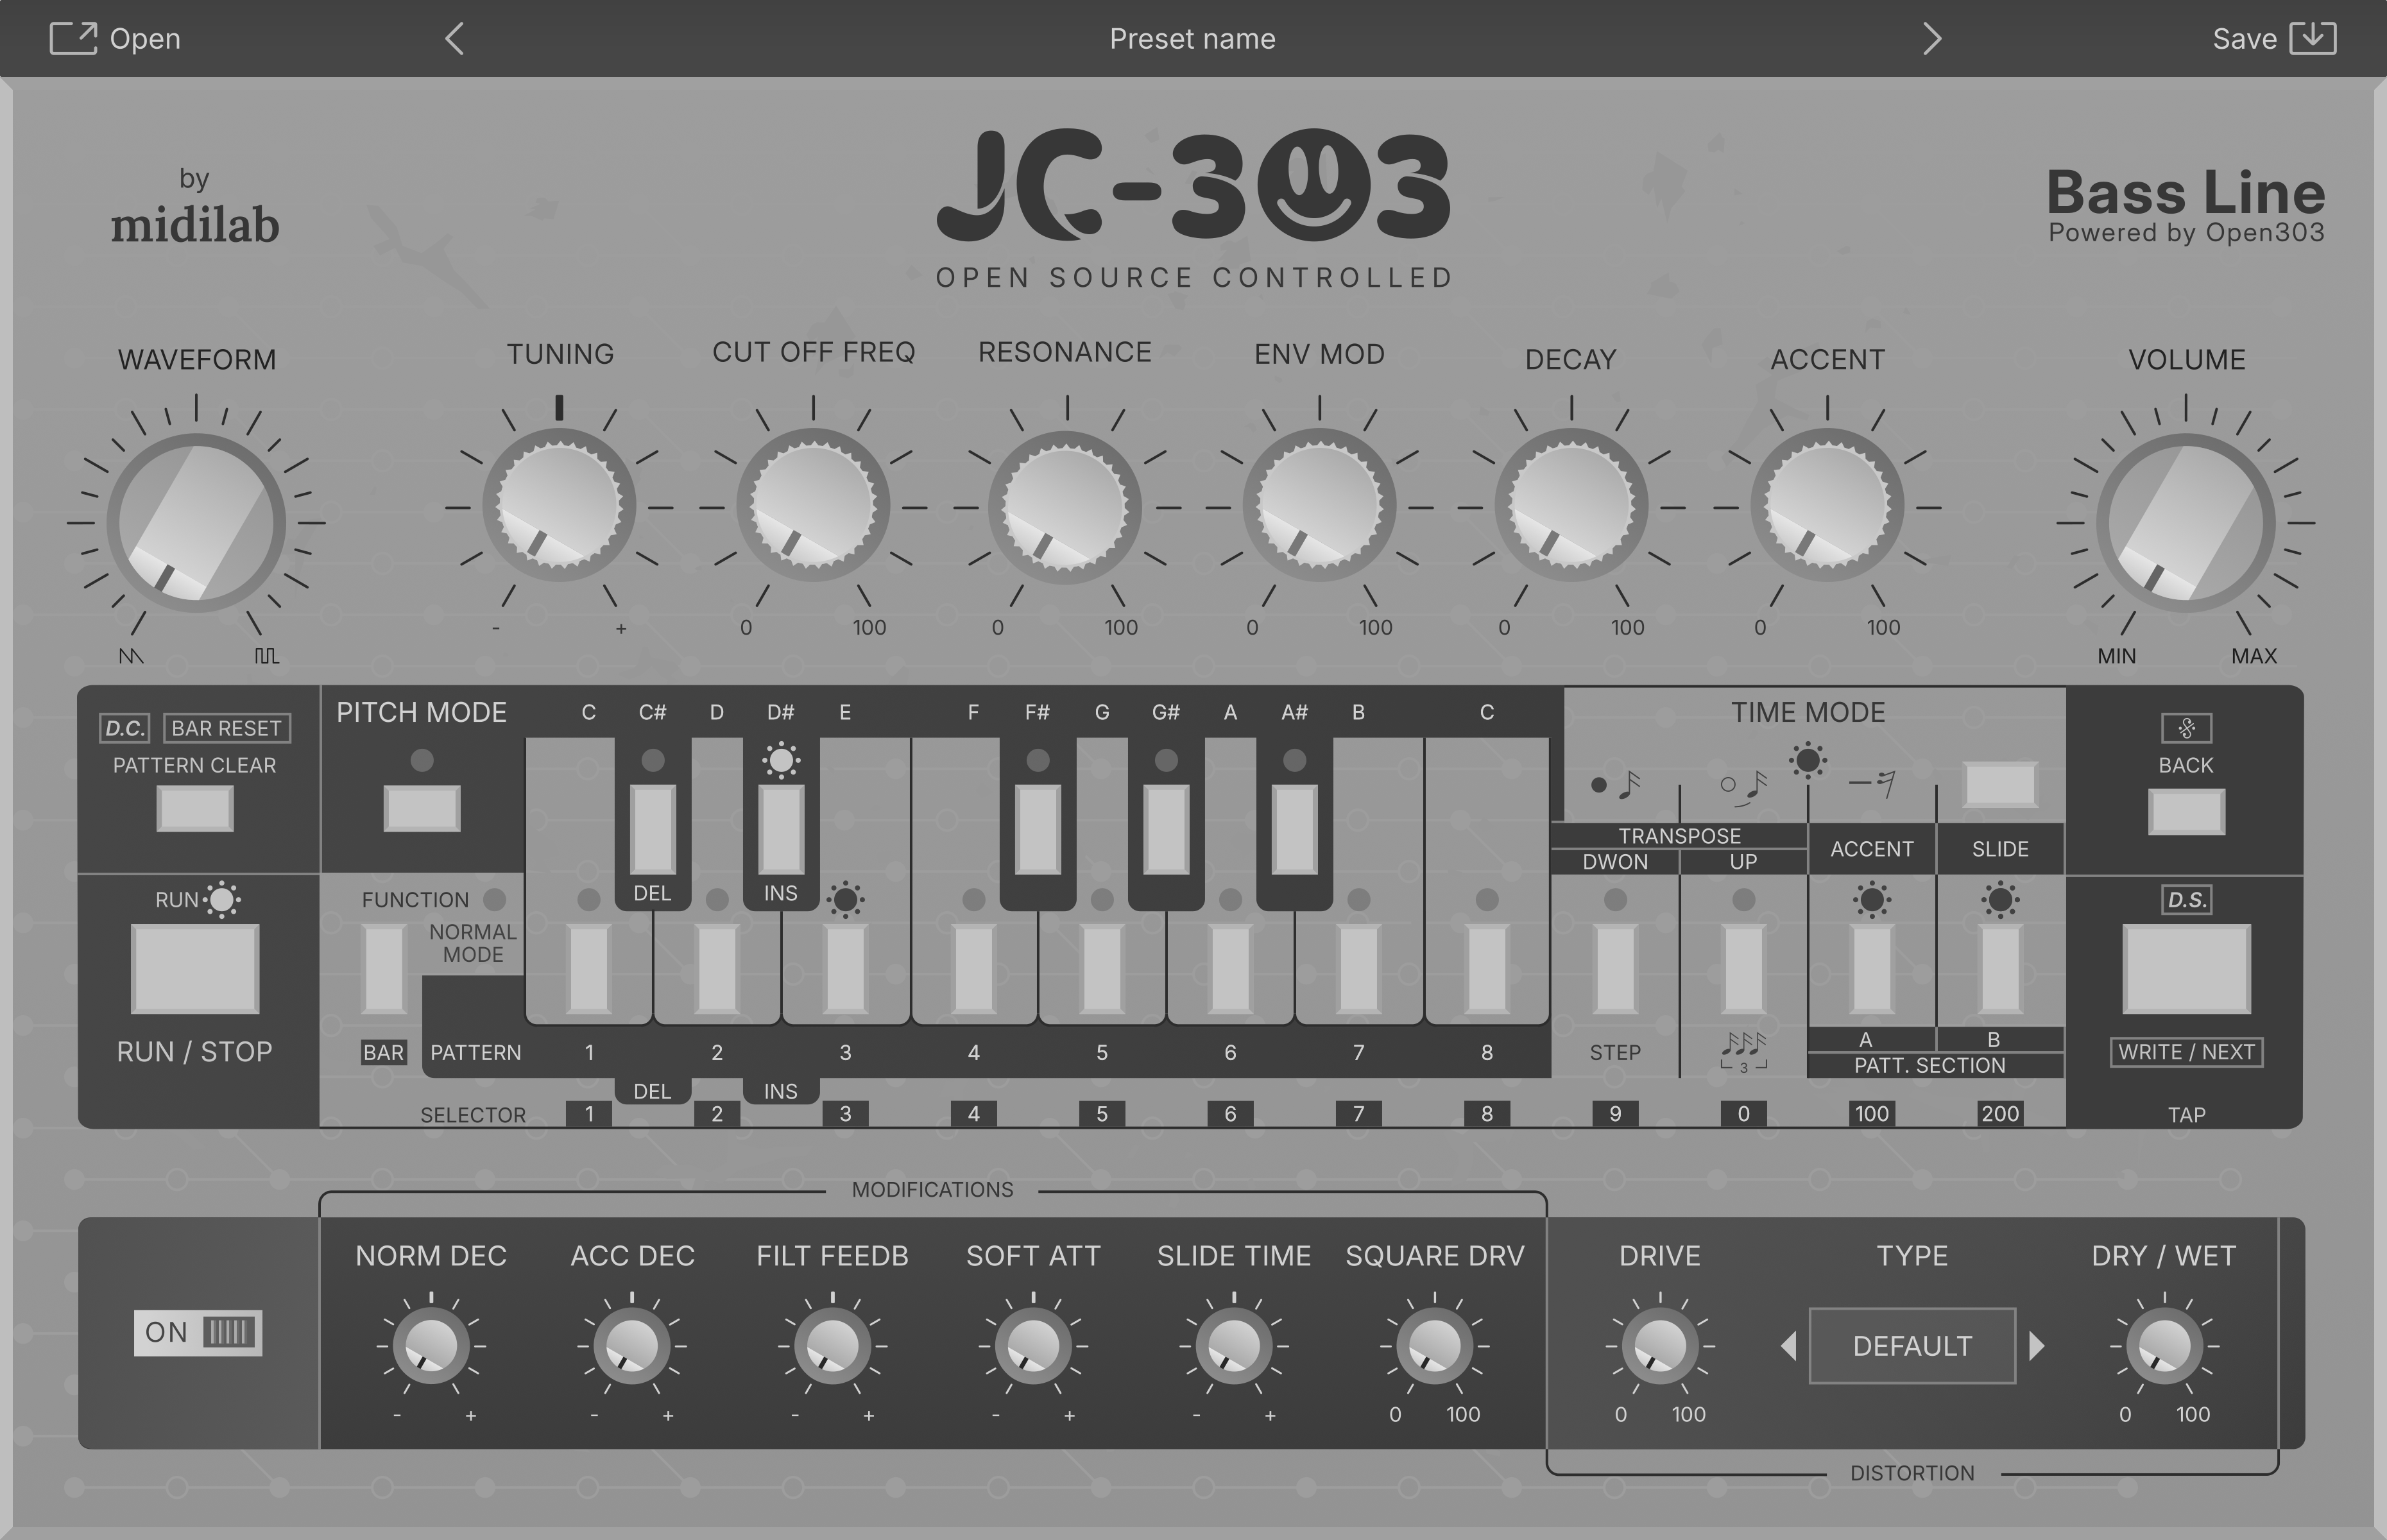 Open
Preset name
Save
by
midilab
JC-303
OPEN SOURCE CONTROLLED
Bass Line
Powered by Open303
WAVEFORM
TUNING
CUT OFF FREQ
RESONANCE
ENV MOD
DECAY
ACCENT
VOLUME
- +
0 100
0 100
0 100
0 100
0 100
MIN MAX
D.C. BAR RESET
PATTERN CLEAR
PITCH MODE
C C# D D# E F F# G G# A A# B C
TIME MODE
BACK
TRANSPOSE
DWON UP
ACCENT
SLIDE
RUN
FUNCTION
NORMAL
MODE
DEL
INS
D.S.
RUN / STOP
BAR
PATTERN 1 2 3 4 5 6 7 8
STEP
3
A B
PATT. SECTION
WRITE / NEXT
DEL
INS
SELECTOR 1 2 3 4 5 6 7 8 9 0 100 200
TAP
MODIFICATIONS
NORM DEC
ACC DEC
FILT FEEDB
SOFT ATT
SLIDE TIME
SQUARE DRV
DRIVE
TYPE
DRY / WET
ON
DEFAULT
- +
- +
- +
- +
- +
0 100
0 100
0 100
DISTORTION